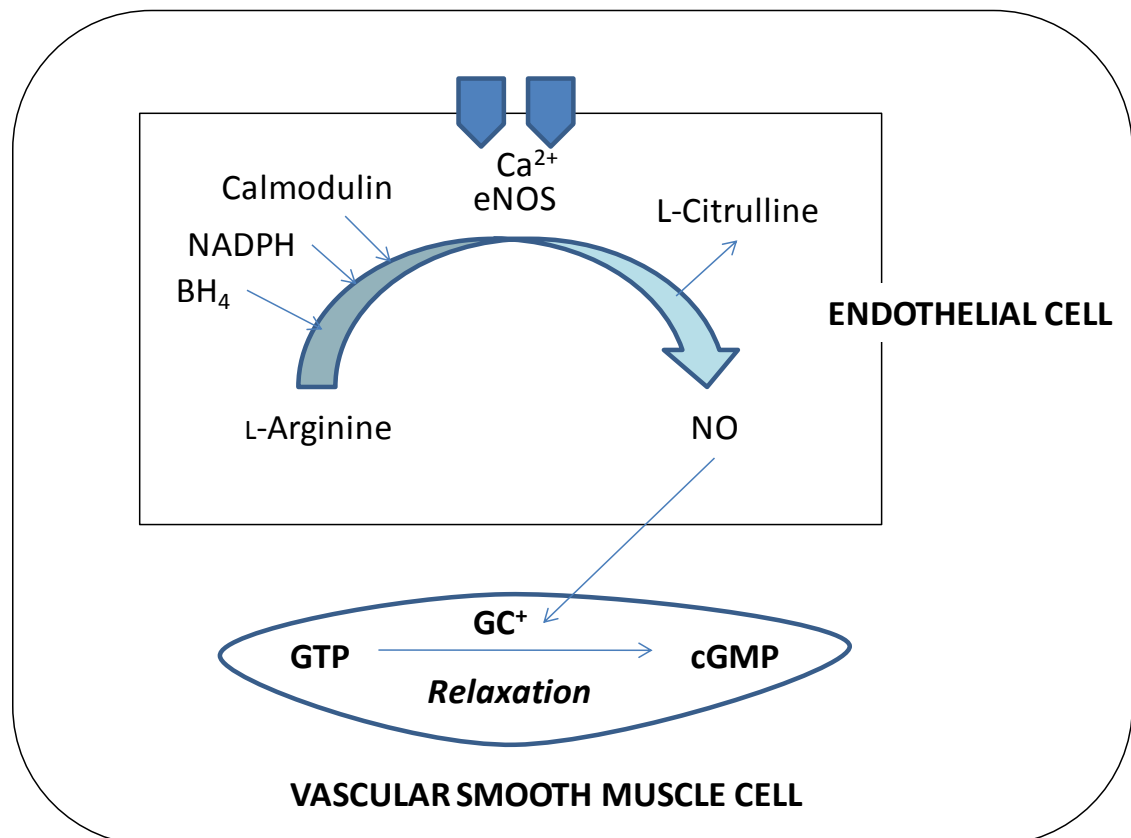 Ca²⁺
eNOS
Calmodulin
NADPH
BH₄
L-Citrulline
ENDOTHELIAL CELL
L-Arginine
NO
GC⁺
GTP
cGMP
Relaxation
VASCULAR SMOOTH MUSCLE CELL